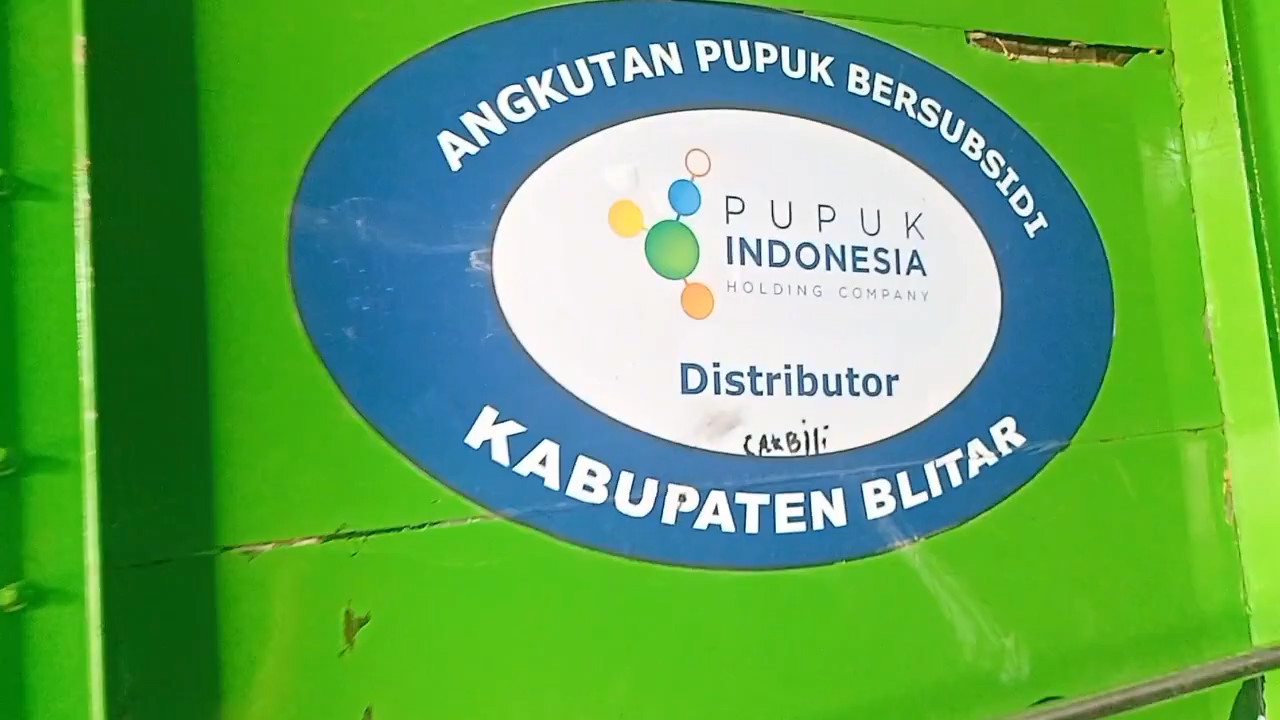 ANGKUTAN PUPUK BERSUBSIDI
PUPUK
INDONESIA
HOLDING COMPANY
Distributor
KABUPATEN BLITAR